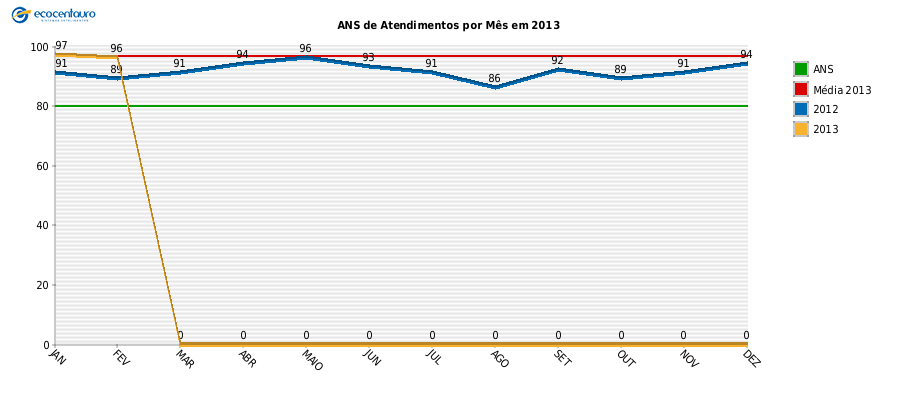 ecocentauro
ANS de Atendimentos por Mês em 2013
100
80
60
40
20
0
97 96
91 89 91 94 96 93 91 86 92 89 91 94
0 0 0 0 0 0 0 0 0 0
JAN FEV MAR ABR MAIO JUN JUL AGO SET OUT NOV DEZ
ANS
Média 2013
2012
2013